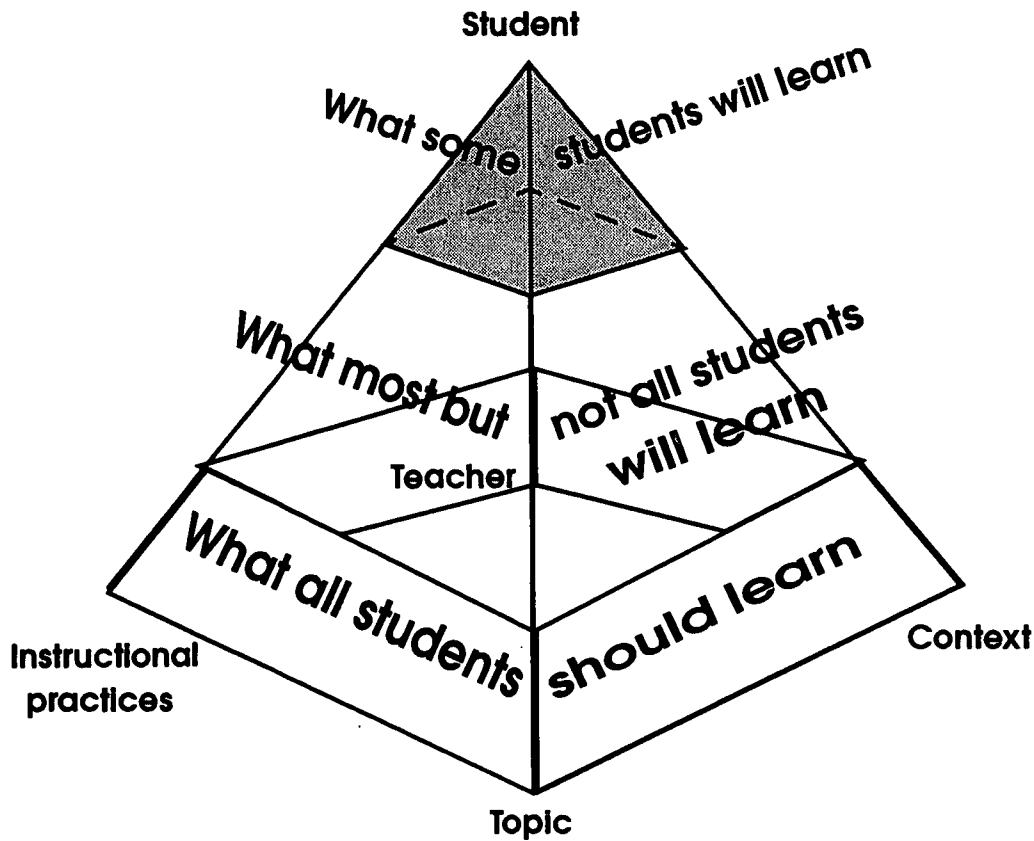 Student
What some students will learn
What most but not all students
will learn
Teacher
What all students should learn
Instructional
practices
Context
Topic